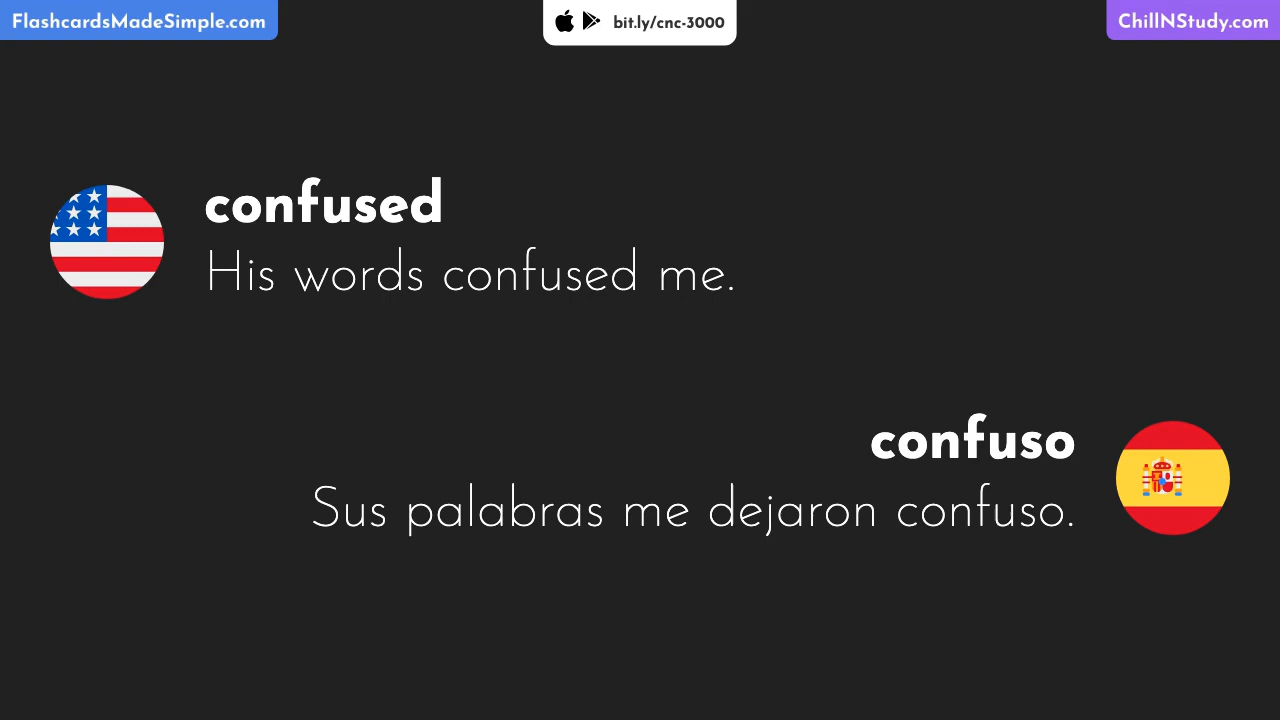 FlashcardsMadeSimple.com
bit.ly/cnc-3000
ChillNStudy.com
confused
His words confused me.
confuso
Sus palabras me dejaron confuso.